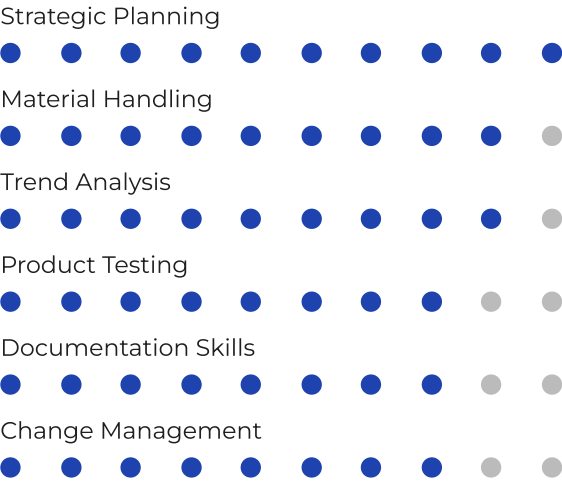 Strategic Planning
Material Handling
Trend Analysis
Product Testing
Documentation Skills
Change Management